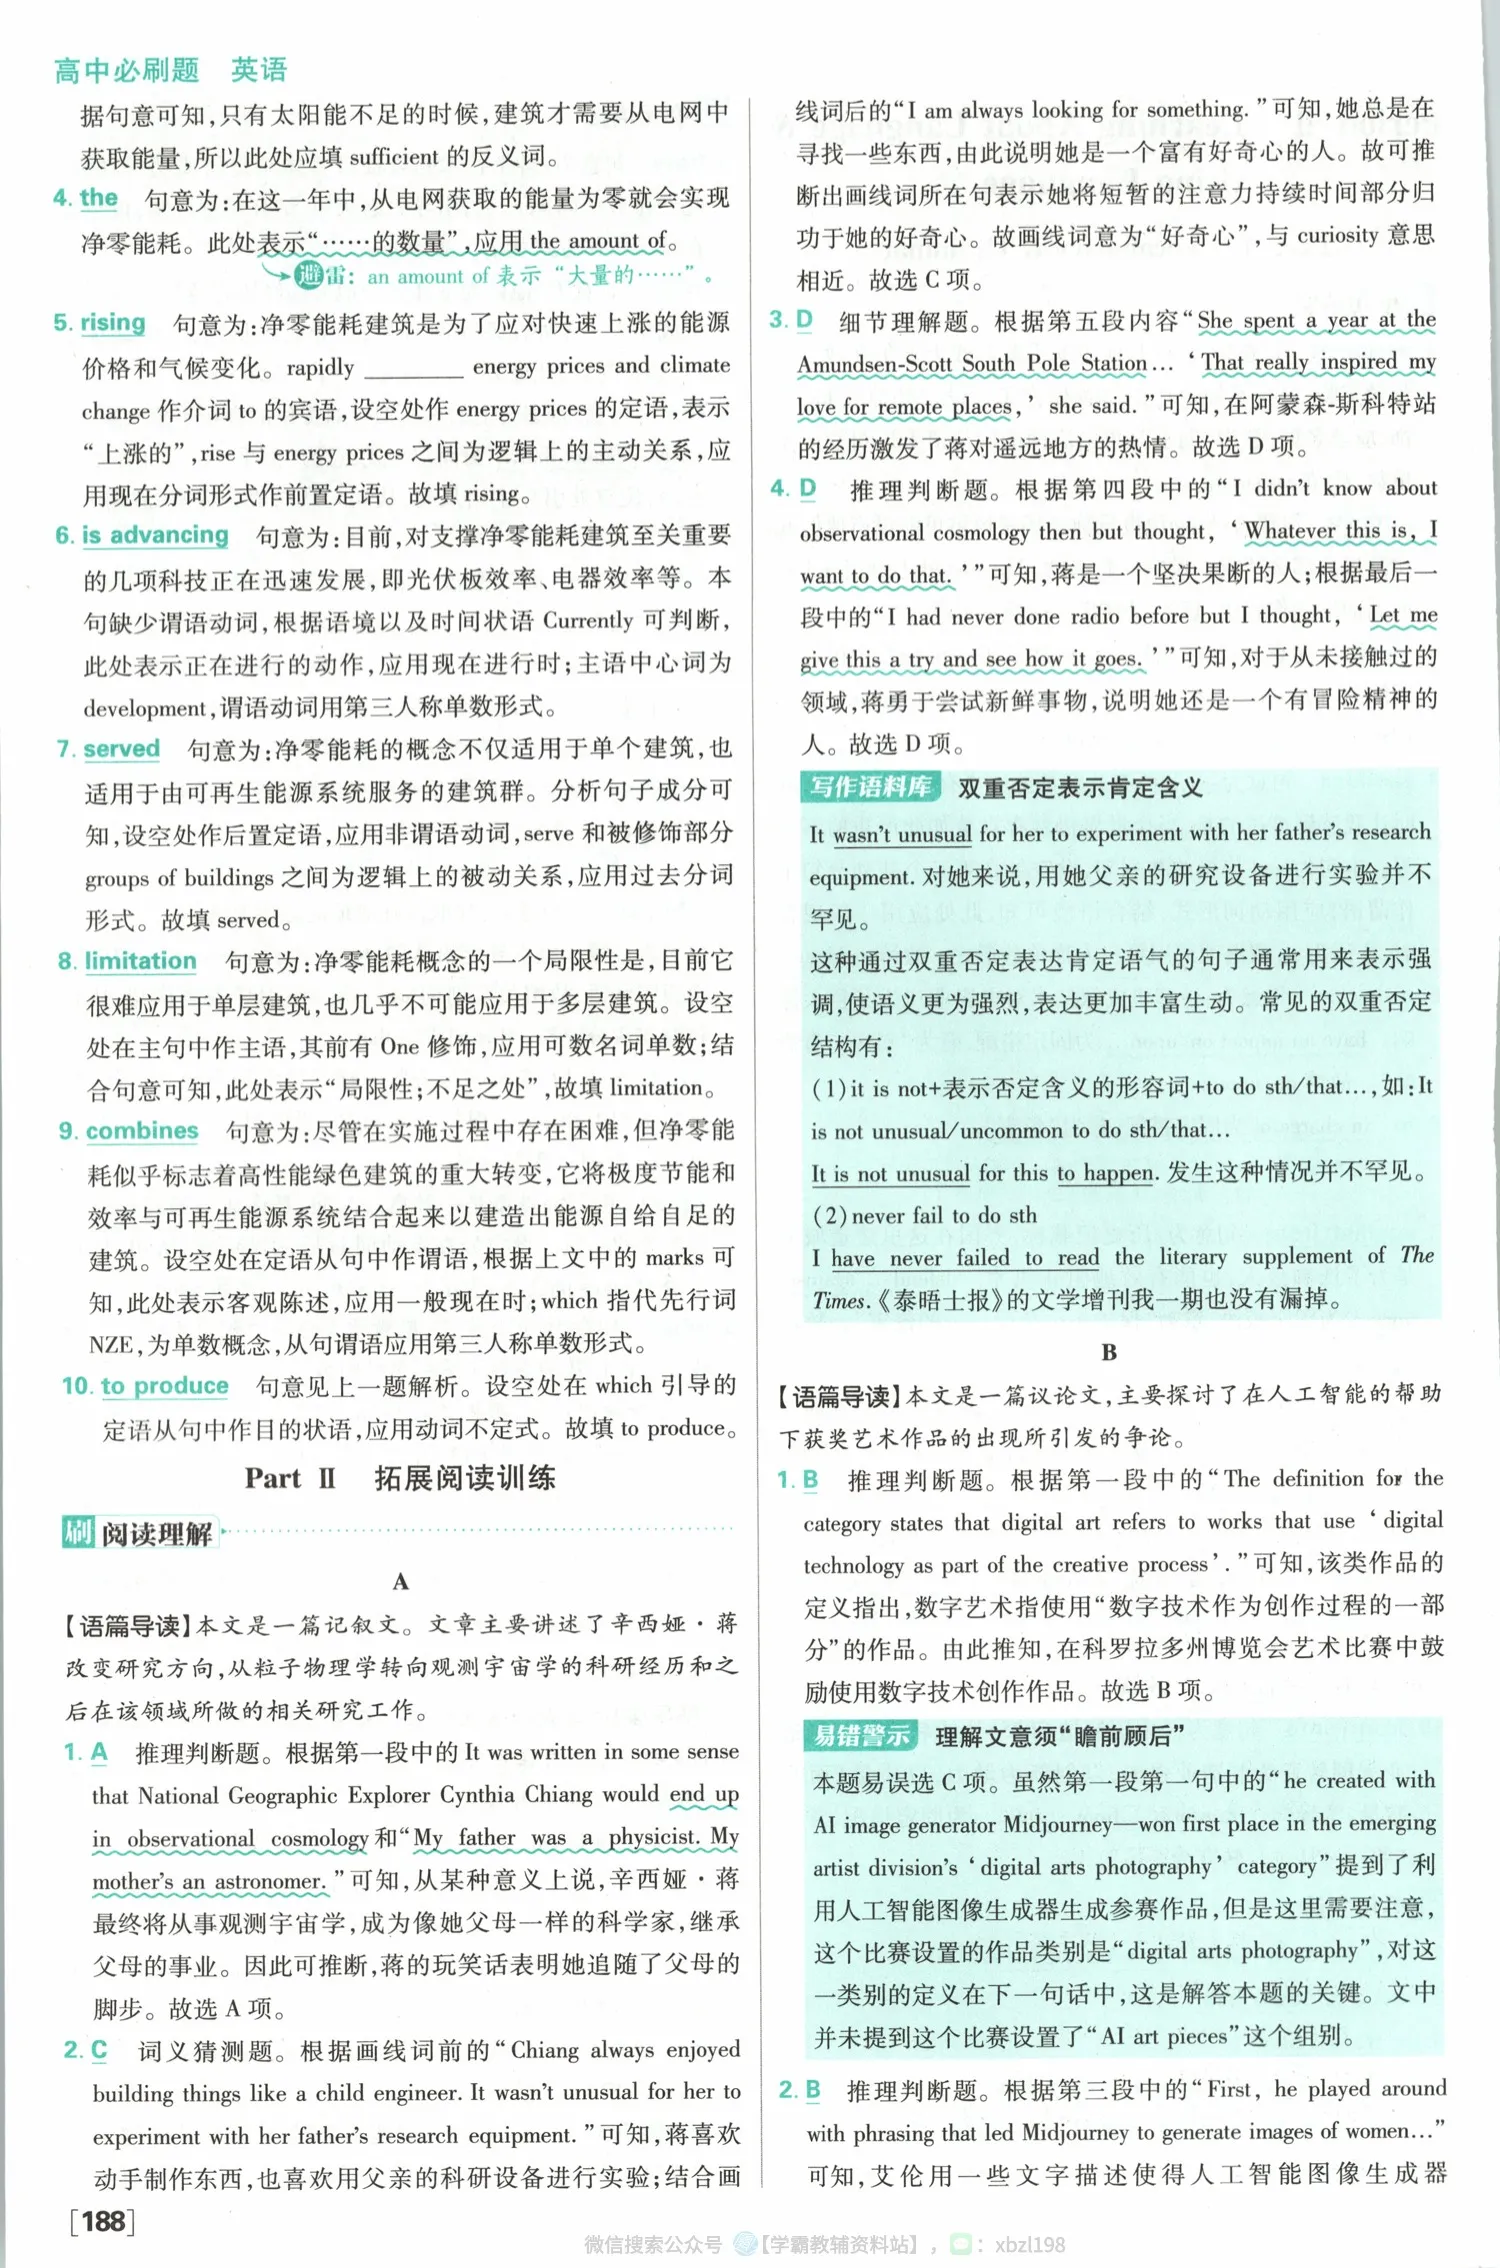 高中必刷题 英语
据句意可知,只有太阳能不足的时候,建筑才需要从电网中
获取能量,所以此处应填 sufficient 的反义词。
4. the 句意为:在这一年中,从电网获取的能量为零就会实现
净零能耗。此处表示“……的数量”,应用 the amount of。
避雷: an amount of 表示“大量的……”。
5. rising 句意为:净零能耗建筑是为了应对快速上涨的能源
价格和气候变化。rapidly ________ energy prices and climate
change 作介词 to 的宾语,设空处作 energy prices 的定语,表示
“上涨的”,rise 与 energy prices 之间为逻辑上的主动关系,应
用现在分词形式作前置定语。故填 rising。
6. is advancing 句意为:目前,对支撑净零能耗建筑至关重要
的几项科技正在迅速发展,即光伏板效率、电器效率等。本
句缺少谓语动词,根据语境以及时间状语 Currently 可判断,
此处表示正在进行的动作,应用现在进行时;主语中心词为
development,谓语动词用第三人称单数形式。
7. served 句意为:净零能耗的概念不仅适用于单个建筑,也
适用于由可再生能源系统服务的建筑群。分析句子成分可
知,设空处作后置定语,应用非谓语动词,serve 和被修饰部分
groups of buildings 之间为逻辑上的被动关系,应用过去分词
形式。故填 served。
8. limitation 句意为:净零能耗概念的一个局限性是,目前它
很难应用于单层建筑,也几乎不可能应用于多层建筑。设空
处在主句中作主语,其前有 One 修饰,应用可数名词单数;结
合句意可知,此处表示“局限性;不足之处”,故填 limitation。
9. combines 句意为:尽管在实施过程中存在困难,但净零能
耗似乎标志着高性能绿色建筑的重大转变,它将极度节能和
效率与可再生能源系统结合起来以建造出能源自给自足的
建筑。设空处在定语从句中作谓语,根据上文中的 marks 可
知,此处表示客观陈述,应用一般现在时;which 指代先行词
NZE,为单数概念,从句谓语应用第三人称单数形式。
10. to produce 句意见上一题解析。设空处在 which 引导的
定语从句中作目的状语,应用动词不定式。故填 to produce。
Part Ⅱ 拓展阅读训练
刷 阅读理解
A
【语篇导读】本文是一篇记叙文。文章主要讲述了辛西娅·蒋
改变研究方向,从粒子物理学转向观测宇宙学的科研经历和之
后在该领域所做的相关研究工作。
1. A 推理判断题。根据第一段中的 It was written in some sense
that National Geographic Explorer Cynthia Chiang would end up
in observational cosmology 和“My father was a physicist. My
mother's an astronomer.”可知,从某种意义上说,辛西娅·蒋
最终将从事观测宇宙学,成为像她父母一样的科学家,继承
父母的事业。因此可推断,蒋的玩笑话表明她追随了父母的
脚步。故选 A 项。
2. C 词义猜测题。根据画线词前的“Chiang always enjoyed
building things like a child engineer. It wasn't unusual for her to
experiment with her father's research equipment.”可知,蒋喜欢
动手制作东西,也喜欢用父亲的科研设备进行实验;结合画
[188]
线词后的“I am always looking for something.”可知,她总是在
寻找一些东西,由此说明她是一个富有好奇心的人。故可推
断出画线词所在句表示她将短暂的注意力持续时间部分归
功于她的好奇心。故画线词意为“好奇心”,与 curiosity 意思
相近。故选 C 项。
3. D 细节理解题。根据第五段内容“She spent a year at the
Amundsen-Scott South Pole Station...‘That really inspired my
love for remote places,’ she said.”可知,在阿蒙森-斯科特站
的经历激发了蒋对遥远地方的热情。故选 D 项。
4. D 推理判断题。根据第四段中的“I didn't know about
observational cosmology then but thought, ‘Whatever this is, I
want to do that.’”可知,蒋是一个坚决果断的人;根据最后一
段中的“I had never done radio before but I thought, ‘Let me
give this a try and see how it goes.’”可知,对于从未接触过的
领域,蒋勇于尝试新鲜事物,说明她还是一个有冒险精神的
人。故选 D 项。
写作语料库 双重否定表示肯定含义
It wasn't unusual for her to experiment with her father's research
equipment. 对她来说,用她父亲的研究设备进行实验并不
罕见。
这种通过双重否定表达肯定语气的句子通常用来表示强
调,使语义更为强烈,表达更加丰富生动。常见的双重否定
结构有:
(1)it is not+表示否定含义的形容词+to do sth/that...,如:It
is not unusual/uncommon to do sth/that...
It is not unusual for this to happen. 发生这种情况并不罕见。
(2)never fail to do sth
I have never failed to read the literary supplement of The
Times.《泰晤士报》的文学增刊我一期也没有漏掉。
B
【语篇导读】本文是一篇议论文,主要探讨了在人工智能的帮助
下获奖艺术作品的出现所引发的争论。
1. B 推理判断题。根据第一段中的“The definition for the
category states that digital art refers to works that use ‘digital
technology as part of the creative process’.”可知,该类作品的
定义指出,数字艺术指使用“数字技术作为创作过程的一部
分”的作品。由此推知,在科罗拉多州博览会艺术比赛中鼓
励使用数字技术创作作品。故选 B 项。
易错警示 理解文意须“瞻前顾后”
本题易误选 C 项。虽然第一段第一句中的“he created with
AI image generator Midjourney—won first place in the emerging
artist division's ‘digital arts photography’ category”提到了利
用人工智能图像生成器生成参赛作品,但是这里需要注意,
这个比赛设置的作品类别是“digital arts photography”,对这
一类别的定义在下一句话中,这是解答本题的关键。文中
并未提到这个比赛设置了“AI art pieces”这个组别。
2. B 推理判断题。根据第三段中的“First, he played around
with phrasing that led Midjourney to generate images of women...”
可知,艾伦用一些文字描述使得人工智能图像生成器
微信搜索公众号 【学霸教辅资料站】 , : xbzl198